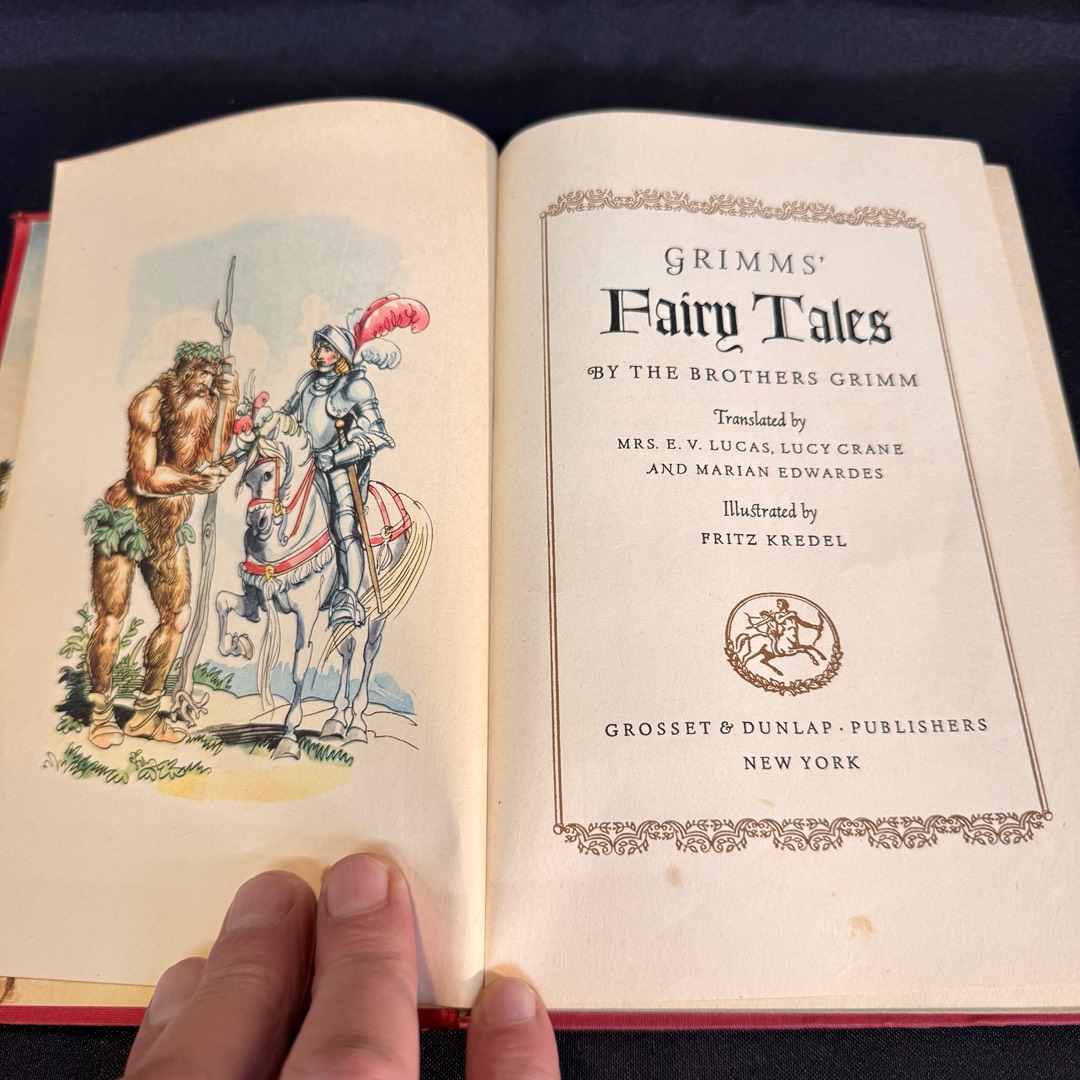 GRIMMS'
Fairy Tales
BY THE BROTHERS GRIMM
Translated by
MRS. E. V. LUCAS, LUCY CRANE
AND MARIAN EDWARDES
Illustrated by
FRITZ KREDEL
GROSSET & DUNLAP · PUBLISHERS
NEW YORK